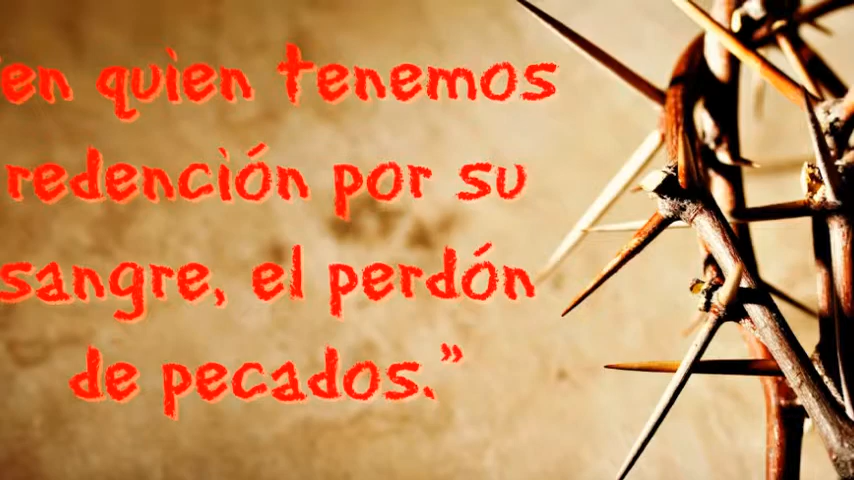 en quien tenemos
redención por su
sangre, el perdón
de pecados.”